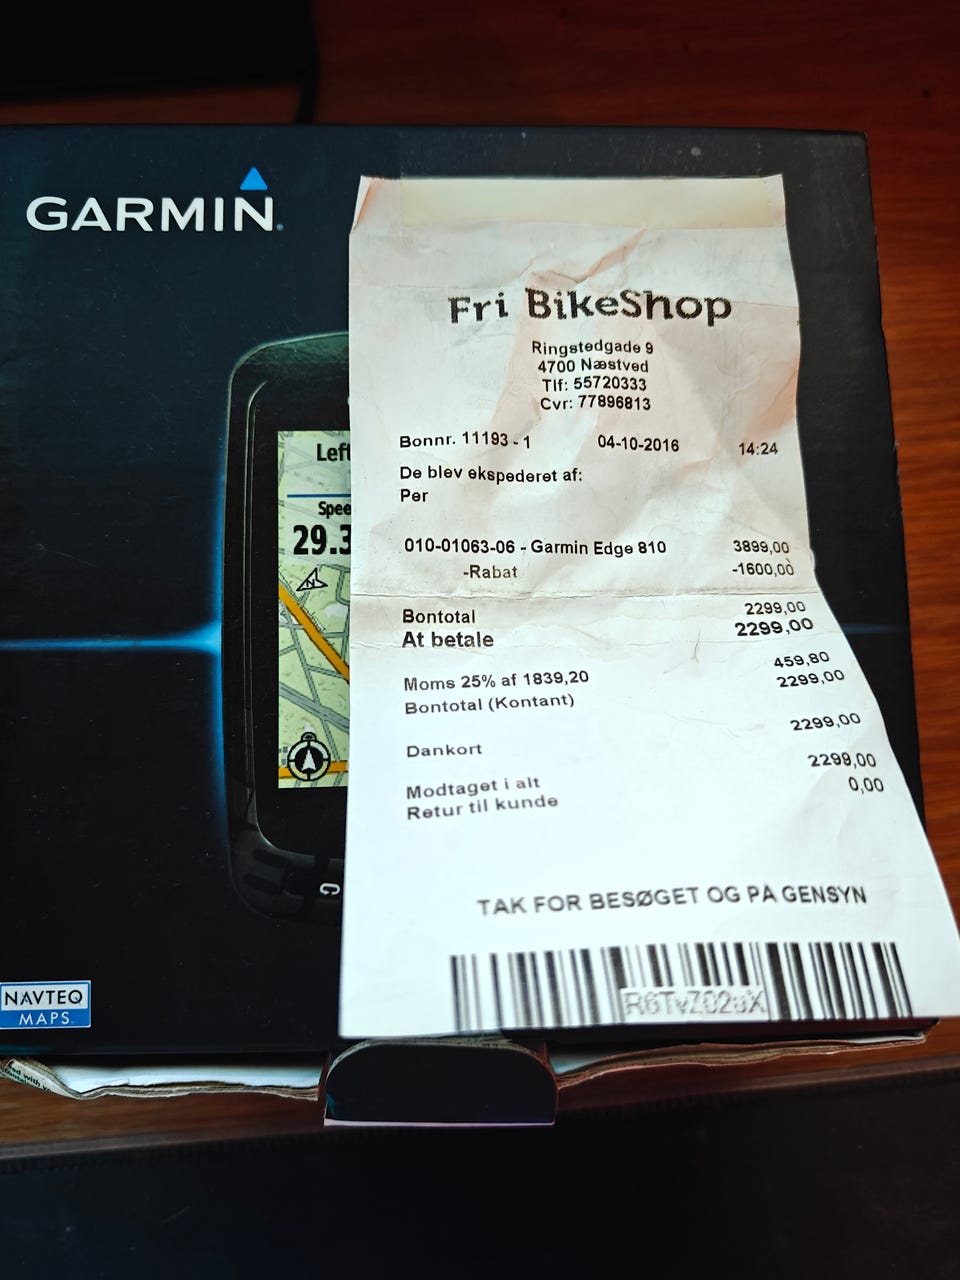 GARMIN
Left
Spee
29.3
N
NAVTEQ
MAPS
Fri BikeShop
Ringstedgade 9
4700 Næstved
Tlf: 55720333
Cvr: 77896813
Bonnr. 11193 - 1 04-10-2016 14:24
De blev ekspederet af:
Per
010-01063-06 - Garmin Edge 810 3899,00
-Rabat -1600,00
Bontotal 2299,00
At betale 2299,00
Moms 25% af 1839,20 459,80
Bontotal (Kontant) 2299,00
Dankort 2299,00
Modtaget i alt 2299,00
Retur til kunde 0,00
TAK FOR BESØGET OG PÅ GENSYN